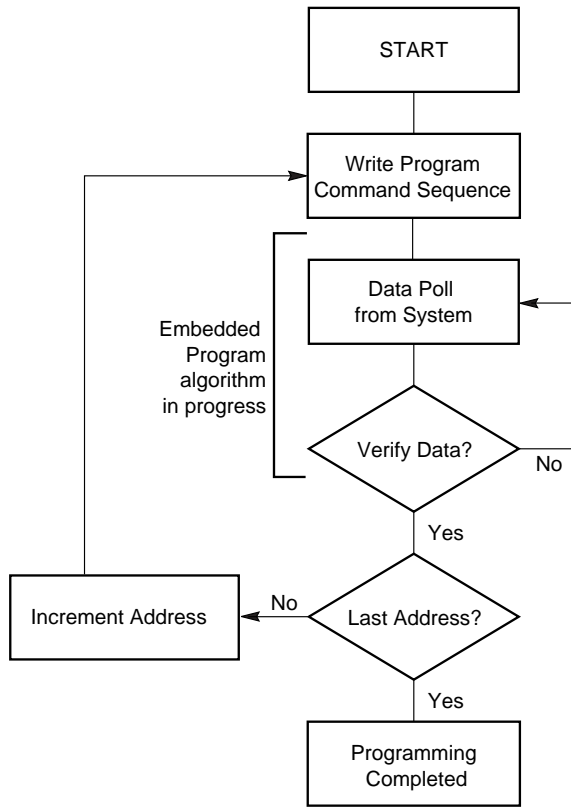 START
Write Program
Command Sequence
Data Poll
from System
Embedded
Program
algorithm
in progress
Verify Data?
No
Yes
Increment Address
No
Last Address?
Yes
Programming
Completed